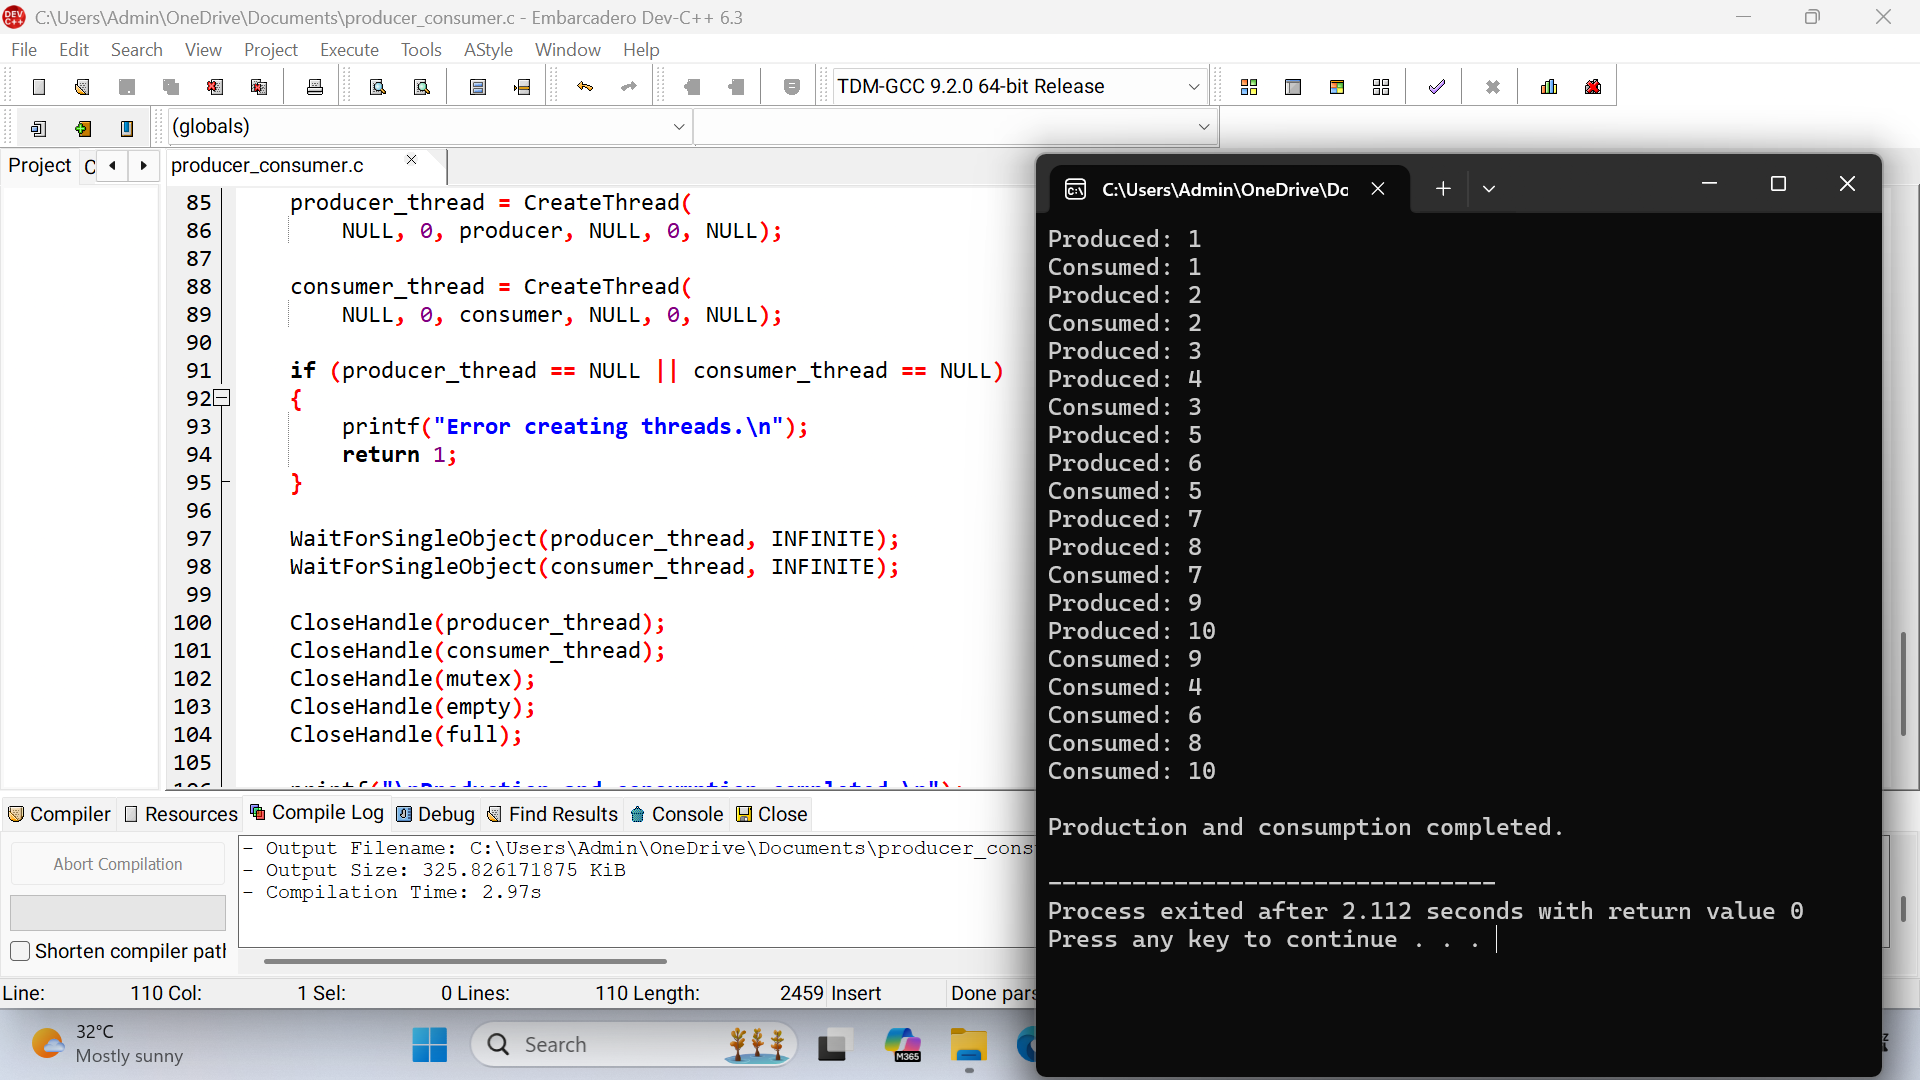 C:\Users\Admin\OneDrive\Documents\producer_consumer.c - Embarcadero Dev-C++ 6.3
File Edit Search View Project Execute Tools AStyle Window Help
TDM-GCC 9.2.0 64-bit Release
(globals)
Project
producer_consumer.c
85 producer_thread = CreateThread(
86 NULL, 0, producer, NULL, 0, NULL);
87
88 consumer_thread = CreateThread(
89 NULL, 0, consumer, NULL, 0, NULL);
90
91 if (producer_thread == NULL || consumer_thread == NULL)
92 {
93 printf("Error creating threads.\n");
94 return 1;
95 }
96
97 WaitForSingleObject(producer_thread, INFINITE);
98 WaitForSingleObject(consumer_thread, INFINITE);
99
100 CloseHandle(producer_thread);
101 CloseHandle(consumer_thread);
102 CloseHandle(mutex);
103 CloseHandle(empty);
104 CloseHandle(full);
105
106 printf("\nProduction and consumption completed.\n");
C:\Users\Admin\OneDrive\Do
Produced: 1
Consumed: 1
Produced: 2
Consumed: 2
Produced: 3
Produced: 4
Consumed: 3
Produced: 5
Produced: 6
Consumed: 5
Produced: 7
Produced: 8
Consumed: 7
Produced: 9
Produced: 10
Consumed: 9
Consumed: 4
Consumed: 6
Consumed: 8
Consumed: 10
Production and consumption completed.
--------------------------------
Process exited after 2.112 seconds with return value 0
Press any key to continue . . .
Compiler Resources Compile Log Debug Find Results Console Close
Abort Compilation
Shorten compiler path
- Output Filename: C:\Users\Admin\OneDrive\Documents\producer_cons
- Output Size: 325.826171875 KiB
- Compilation Time: 2.97s
Line: 110 Col: 1 Sel: 0 Lines: 110 Length: 2459 Insert Done pars
32°C
Mostly sunny
Search
M365